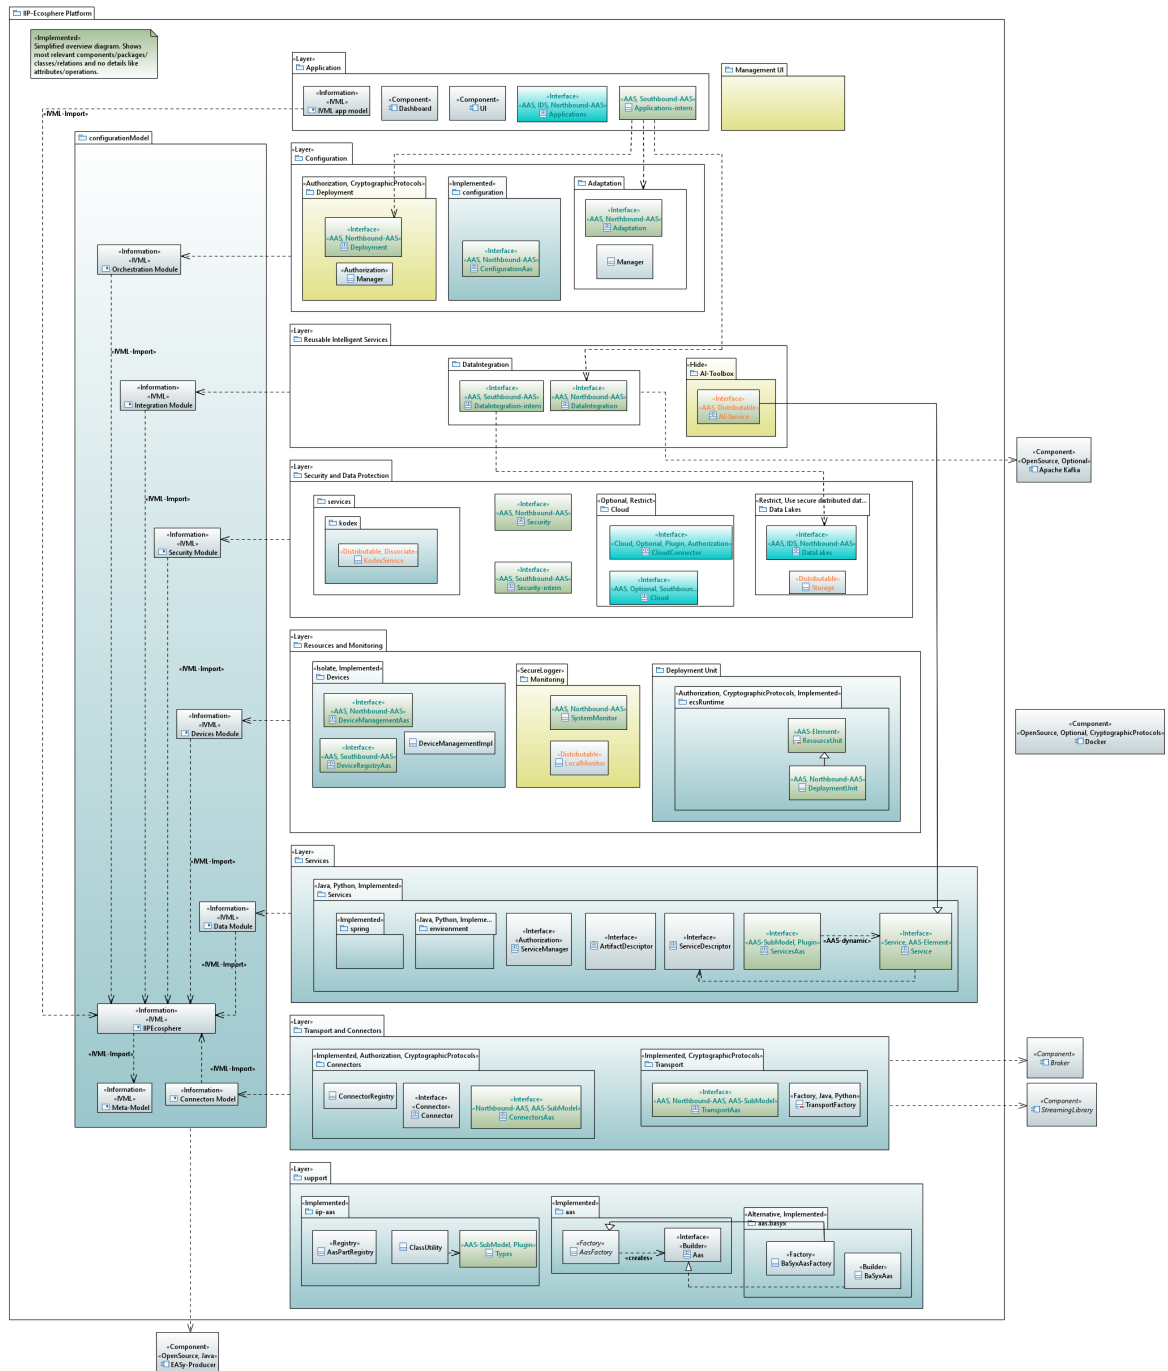 IIP-Ecosphere Platform
«Implemented»
Simplified overview diagram. Shows
most relevant components/packages/
classes/relations and no details like
attributes/operations.
«Layer»
Application
«Information»
«IVML»
IVML app model
«Component»
Dashboard
«Component»
UI
«Interface»
«AAS, IDS, Northbound-AAS»
Applications
«AAS, Southbound-AAS»
Applications-intern
Management UI
«IVML-Import»
configurationModel
«Layer»
Configuration
«Authorization, CryptographicProtocols»
Deployment
«Interface»
«AAS, Northbound-AAS»
Deployment
«Authorization»
Manager
«Implemented»
configuration
«Interface»
«AAS, Northbound-AAS»
ConfigurationAas
Adaptation
«Interface»
«AAS, Northbound-AAS»
Adaptation
Manager
«Information»
«IVML»
Orchestration Module
«IVML-Import»
«Layer»
Reusable Intelligent Services
DataIntegration
«Interface»
«AAS, Southbound-AAS»
DataIntegration-intern
«Interface»
«AAS, Northbound-AAS»
DataIntegration
«Hide»
AI-Toolbox
«Interface»
«AAS, Distributable»
AI-Service
«Information»
«IVML»
Integration Module
«Component»
«OpenSource, Optional»
Apache Kafka
«IVML-Import»
«Layer»
Security and Data Protection
services
kodex
«Distributable, Dissociate»
KodexService
«Interface»
«AAS, Northbound-AAS»
Security
«Interface»
«AAS, Southbound-AAS»
Security-intern
«Optional, Restrict»
Cloud
«Interface»
«Cloud, Optional, Plugin, Authorization»
CloudConnector
«Interface»
«AAS, Optional, Southboun...
Cloud
«Restrict, Use secure distributed dat...
Data Lakes
«Interface»
«AAS, IDS, Northbound-AAS»
DataLakes
«Distributable»
Storage
«Information»
«IVML»
Security Module
«IVML-Import»
«Layer»
Resources and Monitoring
«Isolate, Implemented»
Devices
«Interface»
«AAS, Northbound-AAS»
DeviceManagementAas
«Interface»
«AAS, Southbound-AAS»
DeviceRegistryAas
DeviceManagementImpl
«SecureLogger»
Monitoring
«AAS, Northbound-AAS»
SystemMonitor
«Distributable»
LocalMonitor
Deployment Unit
«Authorization, CryptographicProtocols, Implemented»
ecsRuntime
«AAS-Element»
ResourceUnit
«AAS, Northbound-AAS»
DeploymentUnit
«Information»
«IVML»
Devices Module
«Component»
«OpenSource, Optional, CryptographicProtocols»
Docker
«IVML-Import»
«Layer»
Services
«Java, Python, Implemented»
Services
«Implemented»
spring
«Java, Python, Impleme...
environment
«Interface»
«Authorization»
ServiceManager
«Interface»
ArtifactDescriptor
«Interface»
ServiceDescriptor
«Interface»
«AAS-SubModel, Plugin»
ServicesAas
«AAS-dynamic»
«Interface»
«Service, AAS-Element»
Service
«Information»
«IVML»
Data Module
«IVML-Import»
«Information»
«IVML»
IIPEcosphere
«IVML-Import»
«IVML-Import»
«Information»
«IVML»
Meta-Model
«Information»
«IVML»
Connectors Model
«Layer»
Transport and Connectors
«Implemented, Authorization, CryptographicProtocols»
Connectors
ConnectorRegistry
«Interface»
«Connector»
Connector
«Interface»
«Northbound-AAS, AAS-SubModel»
ConnectorsAas
«Implemented, CryptographicProtocols»
Transport
«Interface»
«AAS, Northbound-AAS, AAS-SubModel»
TransportAas
«Factory, Java, Python»
TransportFactory
«Component»
Broker
«Component»
StreamingLibrary
«Layer»
support
«Implemented»
iip-aas
«Registry»
AasPartRegistry
ClassUtility
«AAS-SubModel, Plugin»
Types
«Implemented»
aas
«Factory»
AasFactory
«creates»
«Interface»
«Builder»
Aas
«Alternative, Implemented»
aas.basyx
«Factory»
BaSyxAasFactory
«Builder»
BaSyxAas
«Component»
«OpenSource, Java»
EASy-Producer